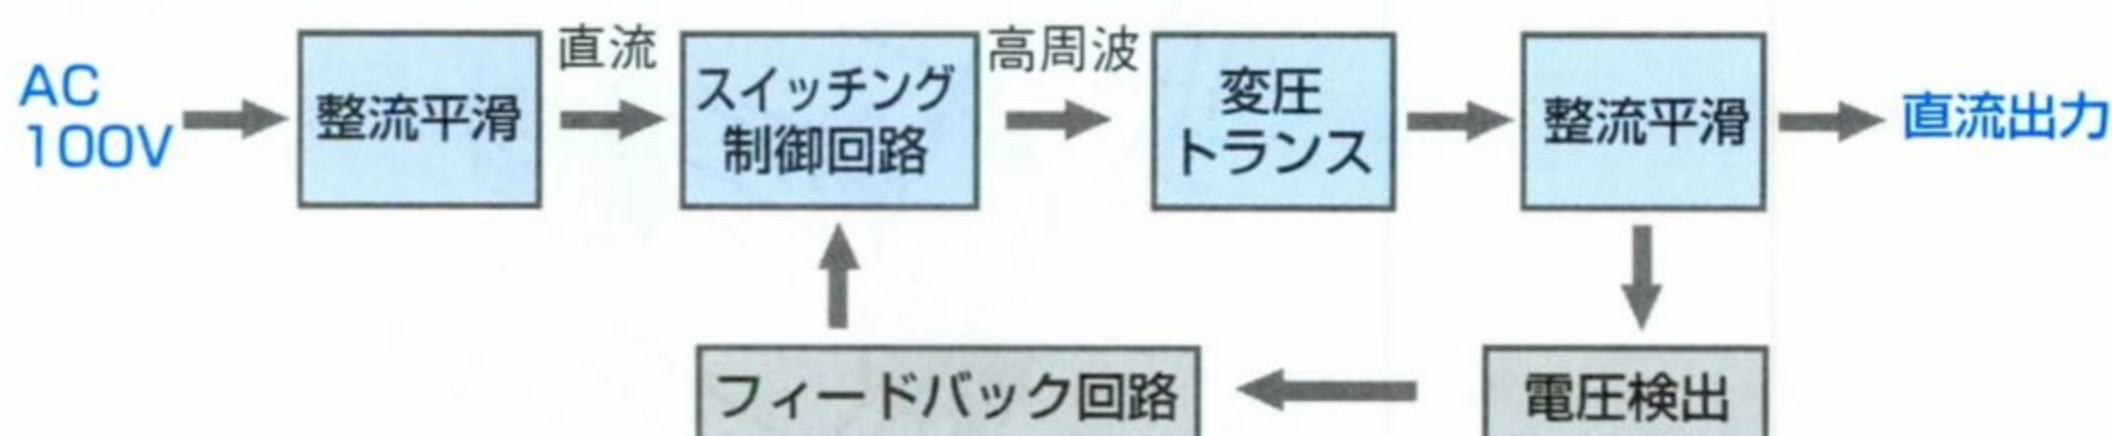 AC
100V
整流平滑
直流
スイッチング
制御回路
高周波
変圧
トランス
整流平滑
直流出力
フィードバック回路
電圧検出